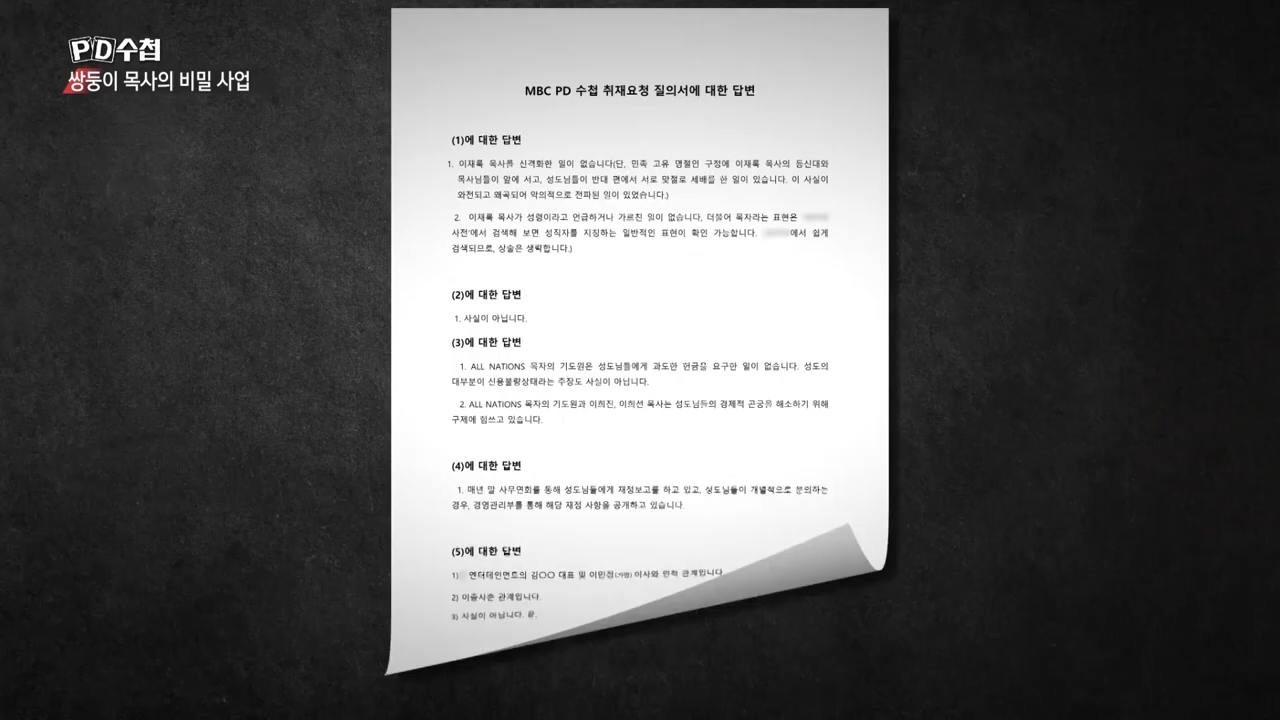 PD수첩
쌍둥이 목사의 비밀 사업
MBC PD 수첩 취재요청 질의서에 대한 답변
(1)에 대한 답변
1. 이재록 목사를 신격화한 일이 없습니다(단, 민족 고유 명절인 구정에 이재록 목사의 등신대와
목사님들이 앞에 서고, 성도님들이 반대 편에서 서로 맞절로 세배를 한 일이 있습니다. 이 사실이
와전되고 왜곡되어 악의적으로 전파된 일이 있었습니다.)
2. 이재록 목사가 성령이라고 언급하거나 가르친 일이 없습니다, 더불어 목자라는 표현은
사전'에서 검색해 보면 성직자를 지칭하는 일반적인 표현이 확인 가능합니다. 에서 쉽게
검색되므로, 상술은 생략합니다.)
(2)에 대한 답변
1. 사실이 아닙니다.
(3)에 대한 답변
1. ALL NATIONS 목자의 기도원은 성도님들에게 과도한 헌금을 요구한 일이 없습니다. 성도의
대부분이 신용불량상태라는 주장도 사실이 아닙니다.
2. ALL NATIONS 목자의 기도원과 이희진, 이희선 목사는 성도님들의 경제적 곤궁을 해소하기 위해
구제에 힘쓰고 있습니다.
(4)에 대한 답변
1. 매년 말 사무연회를 통해 성도님들에게 재정보고를 하고 있고, 성도님들이 개별적으로 문의하는
경우, 경영관리부를 통해 해당 재정 사항을 공개하고 있습니다.
(5)에 대한 답변
1) 엔터테인먼트의 김○○ 대표 및 이민정(가명) 이사와 인척 관계입니다
2) 이종사촌 관계입니다.
3) 사실이 아닙니다. 끝.